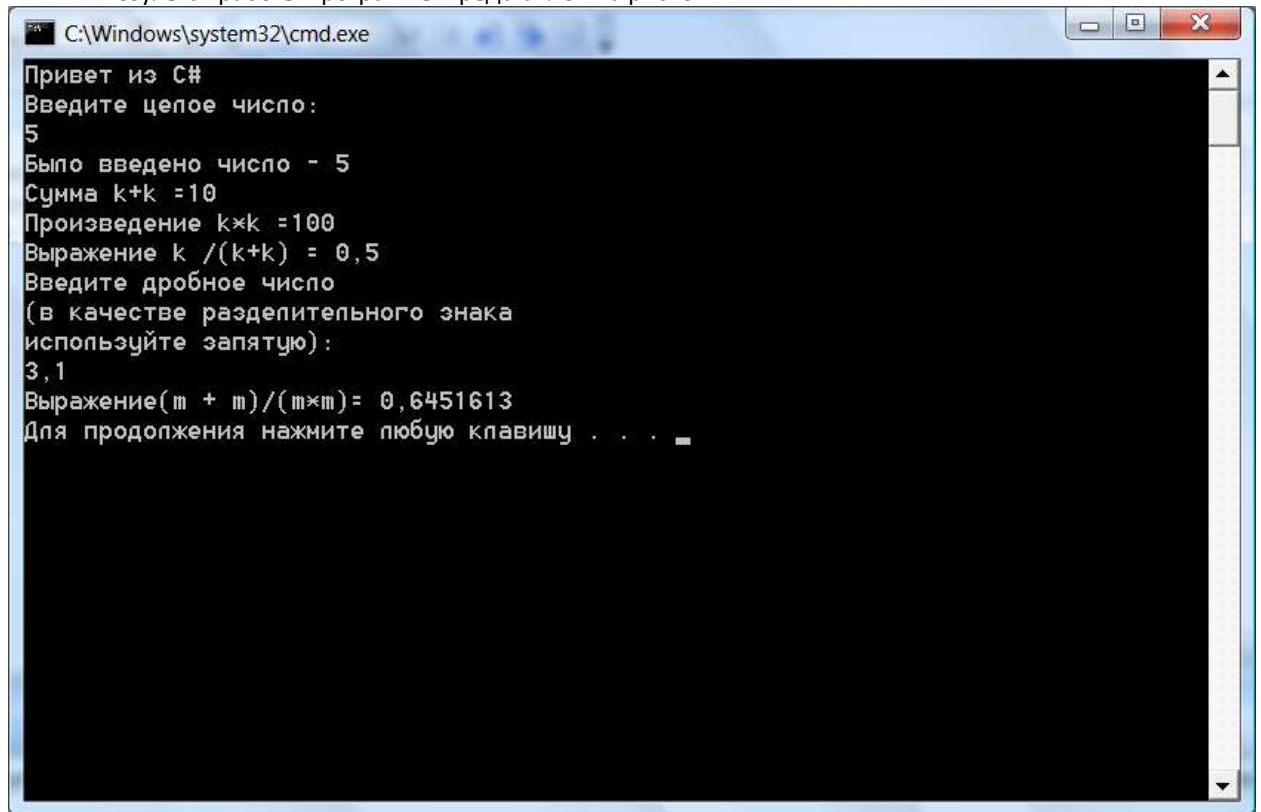 C:\Windows\system32\cmd.exe
Привет из C#
Введите целое число:
5
Было введено число - 5
Сумма k+k =10
Произведение k*k =100
Выражение k /(k+k) = 0,5
Введите дробное число
(в качестве разделительного знака
используйте запятую):
3,1
Выражение(m + m)/(m*m)= 0,6451613
Для продолжения нажмите любую клавишу . . . _